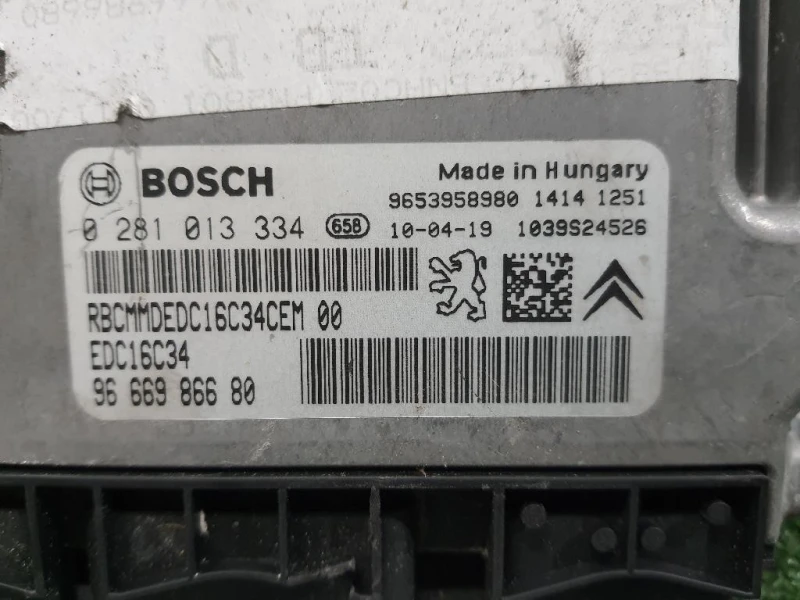 BOSCH
Made in Hungary
9653958980 1414 1251
0 281 013 334 658 10-04-19 1039S24526
RBCMMDEDC16C34CEM 00
EDC16C34
96 669 866 80